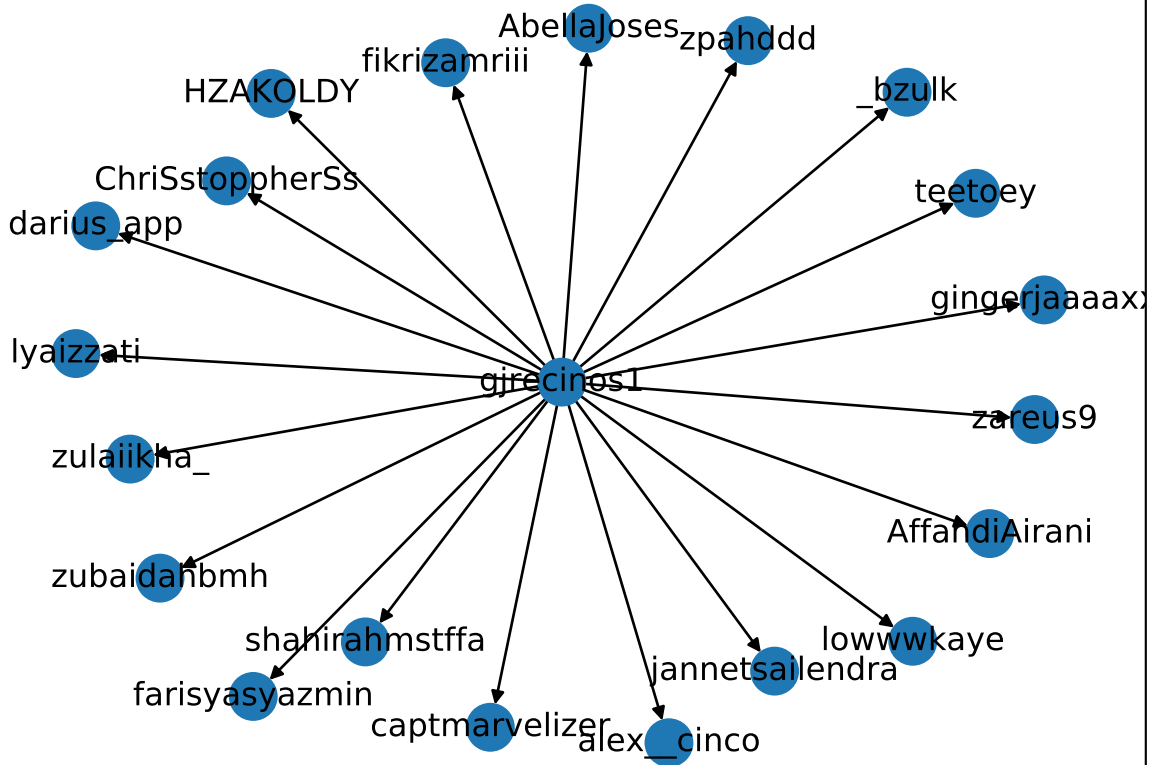 AbellaJoses
zpahddd
fikrizamriii
HZAKOLDY
_bzulk
ChriSstoppherSs
teetoey
darius_app
gingerjaaaaxx
lyaizzati
gjrecinos1
zareus9
zulaiikha_
AffandiAirani
zubaidahbmh
shahirahmstffa
lowwwkaye
jannetsailendra
farisyasyazmin
captmarvelizer
alex__cinco